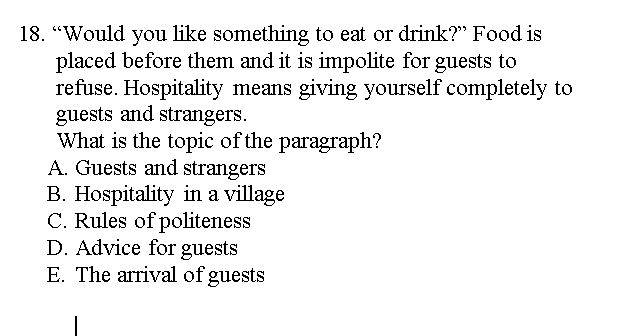 18. “Would you like something to eat or drink?” Food is
placed before them and it is impolite for guests to
refuse. Hospitality means giving yourself completely to
guests and strangers.
What is the topic of the paragraph?
A. Guests and strangers
B. Hospitality in a village
C. Rules of politeness
D. Advice for guests
E. The arrival of guests